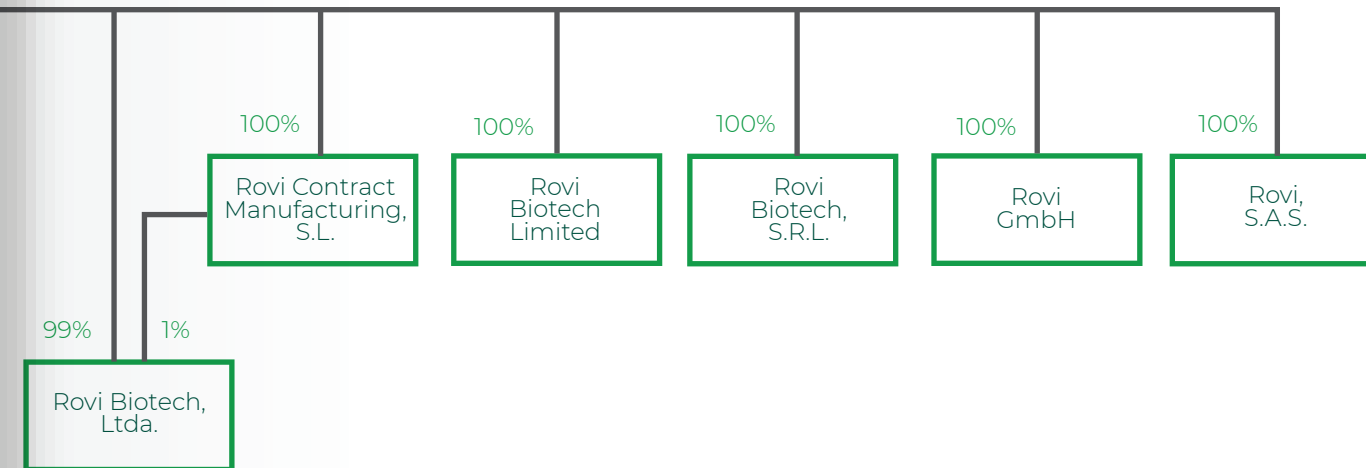 100%
100%
100%
100%
100%
Rovi Contract
Manufacturing,
S.L.
Rovi
Biotech
Limited
Rovi
Biotech,
S.R.L.
Rovi
GmbH
Rovi,
S.A.S.
99%
1%
Rovi Biotech,
Ltda.